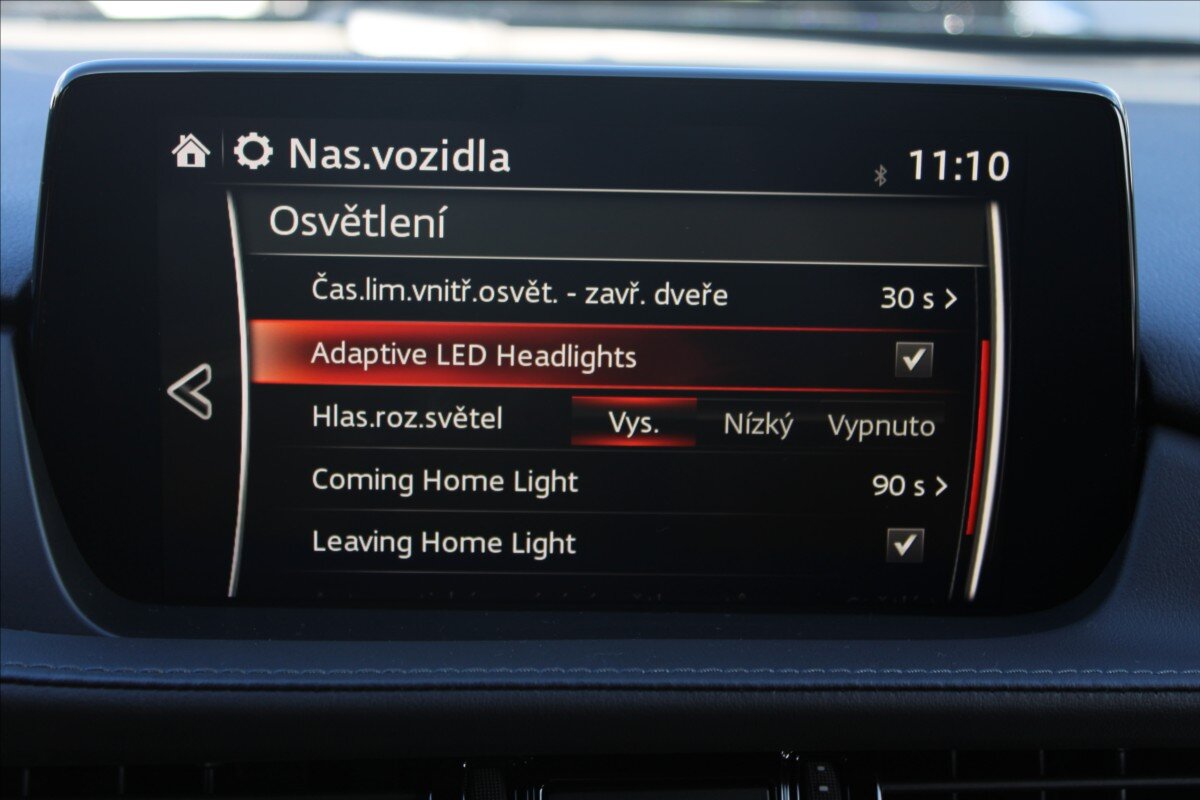 Nas.vozidla 11:10
Osvětlení
Čas.lim.vnitř.osvět. - zavř. dveře 30 s >
Adaptive LED Headlights
Hlas.roz.světel Vys. Nízký Vypnuto
Coming Home Light 90 s >
Leaving Home Light